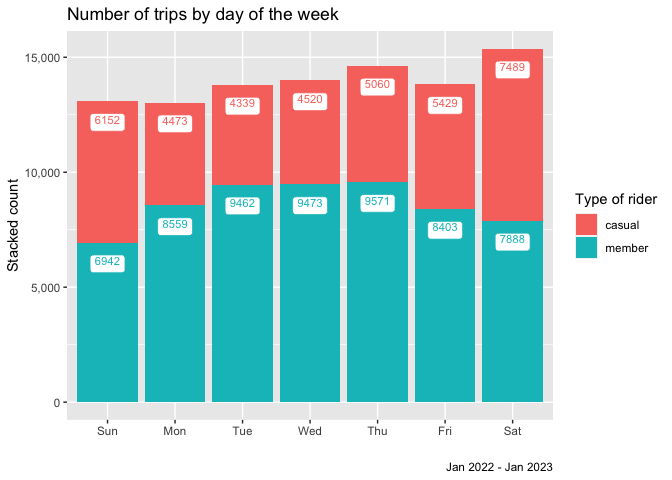 Number of trips by day of the week
Stacked count
15,000
10,000
5,000
0
6152
4473
4339
4520
5060
5429
7489
6942
8559
9462
9473
9571
8403
7888
Sun Mon Tue Wed Thu Fri Sat
Type of rider
casual
member
Jan 2022 - Jan 2023